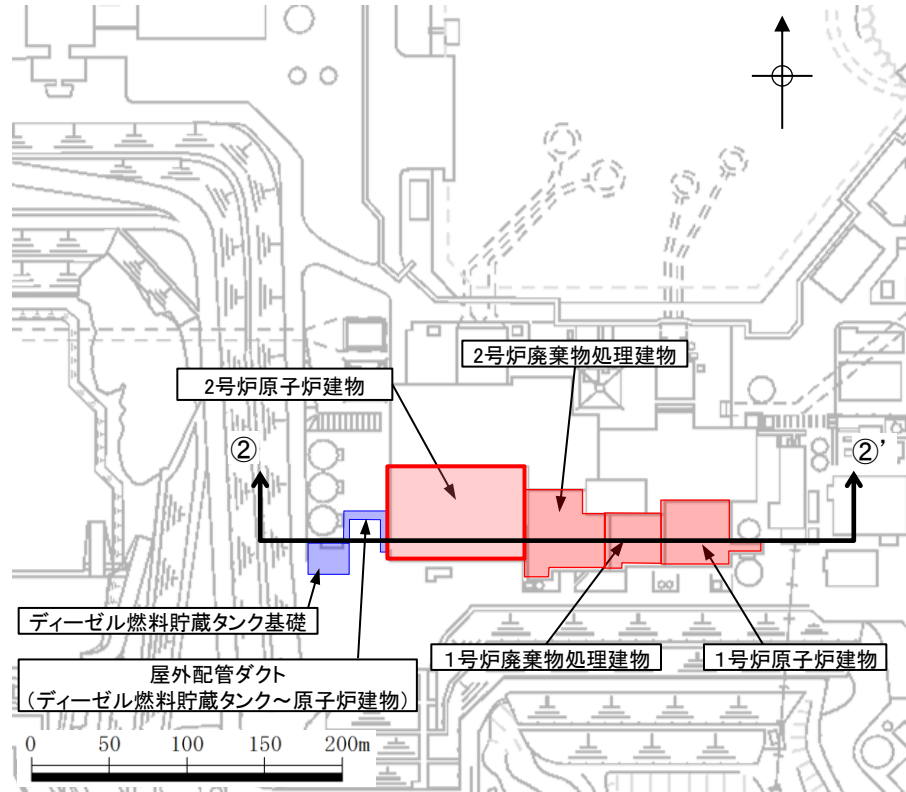 2号炉廃棄物処理建物
2号炉原子炉建物
②
②’
ディーゼル燃料貯蔵タンク基礎
屋外配管ダクト
(ディーゼル燃料貯蔵タンク～原子炉建物)
1号炉廃棄物処理建物
1号炉原子炉建物
0 50 100 150 200m